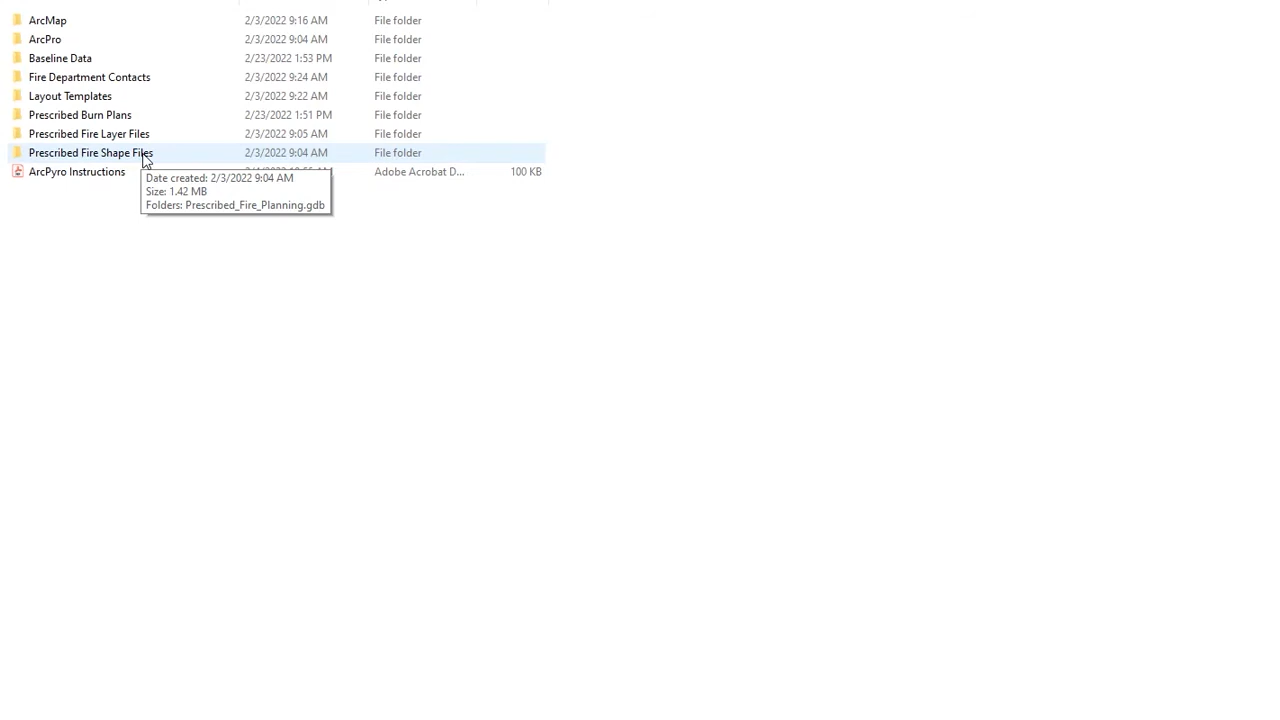 ArcMap 2/3/2022 9:16 AM File folder
ArcPro 2/3/2022 9:04 AM File folder
Baseline Data 2/23/2022 1:53 PM File folder
Fire Department Contacts 2/3/2022 9:24 AM File folder
Layout Templates 2/3/2022 9:22 AM File folder
Prescribed Burn Plans 2/23/2022 1:51 PM File folder
Prescribed Fire Layer Files 2/3/2022 9:05 AM File folder
Prescribed Fire Shape Files 2/3/2022 9:04 AM File folder
ArcPyro Instructions Adobe Acrobat D... 100 KB
Date created: 2/3/2022 9:04 AM
Size: 1.42 MB
Folders: Prescribed_Fire_Planning.gdb